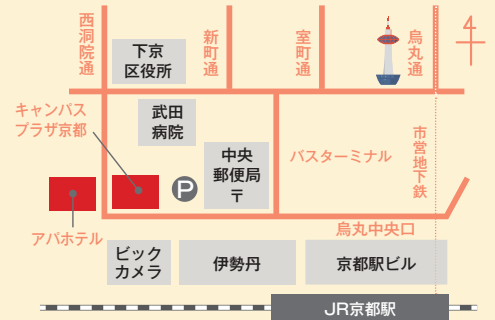 西洞院通
新町通
室町通
烏丸通
下京
区役所
キャンパス
プラザ京都
武田
病院
中央
郵便局
〒
バスターミナル
市営地下鉄
P
アパホテル
烏丸中央口
ビック
カメラ
伊勢丹
京都駅ビル
JR京都駅